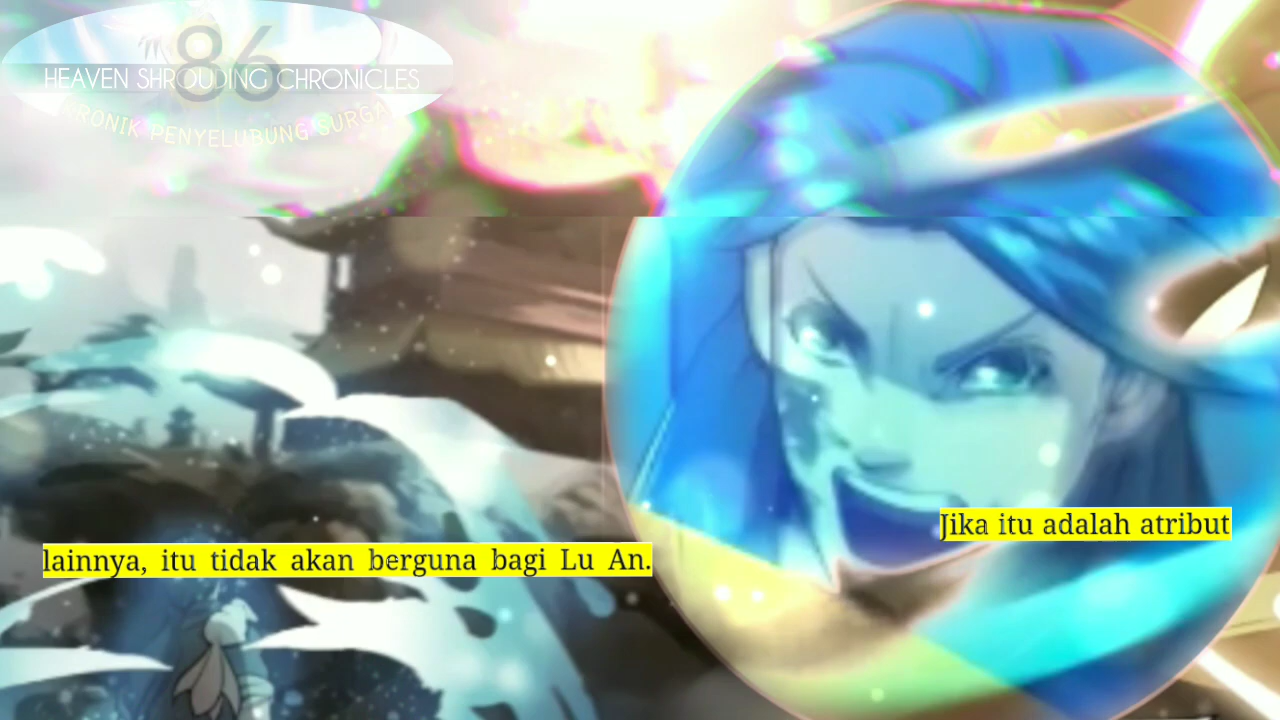 86
HEAVEN SHROUDING CHRONICLES
KRONIK PENYELUBUNG SURGA
Jika itu adalah atribut
lainnya, itu tidak akan berguna bagi Lu An.